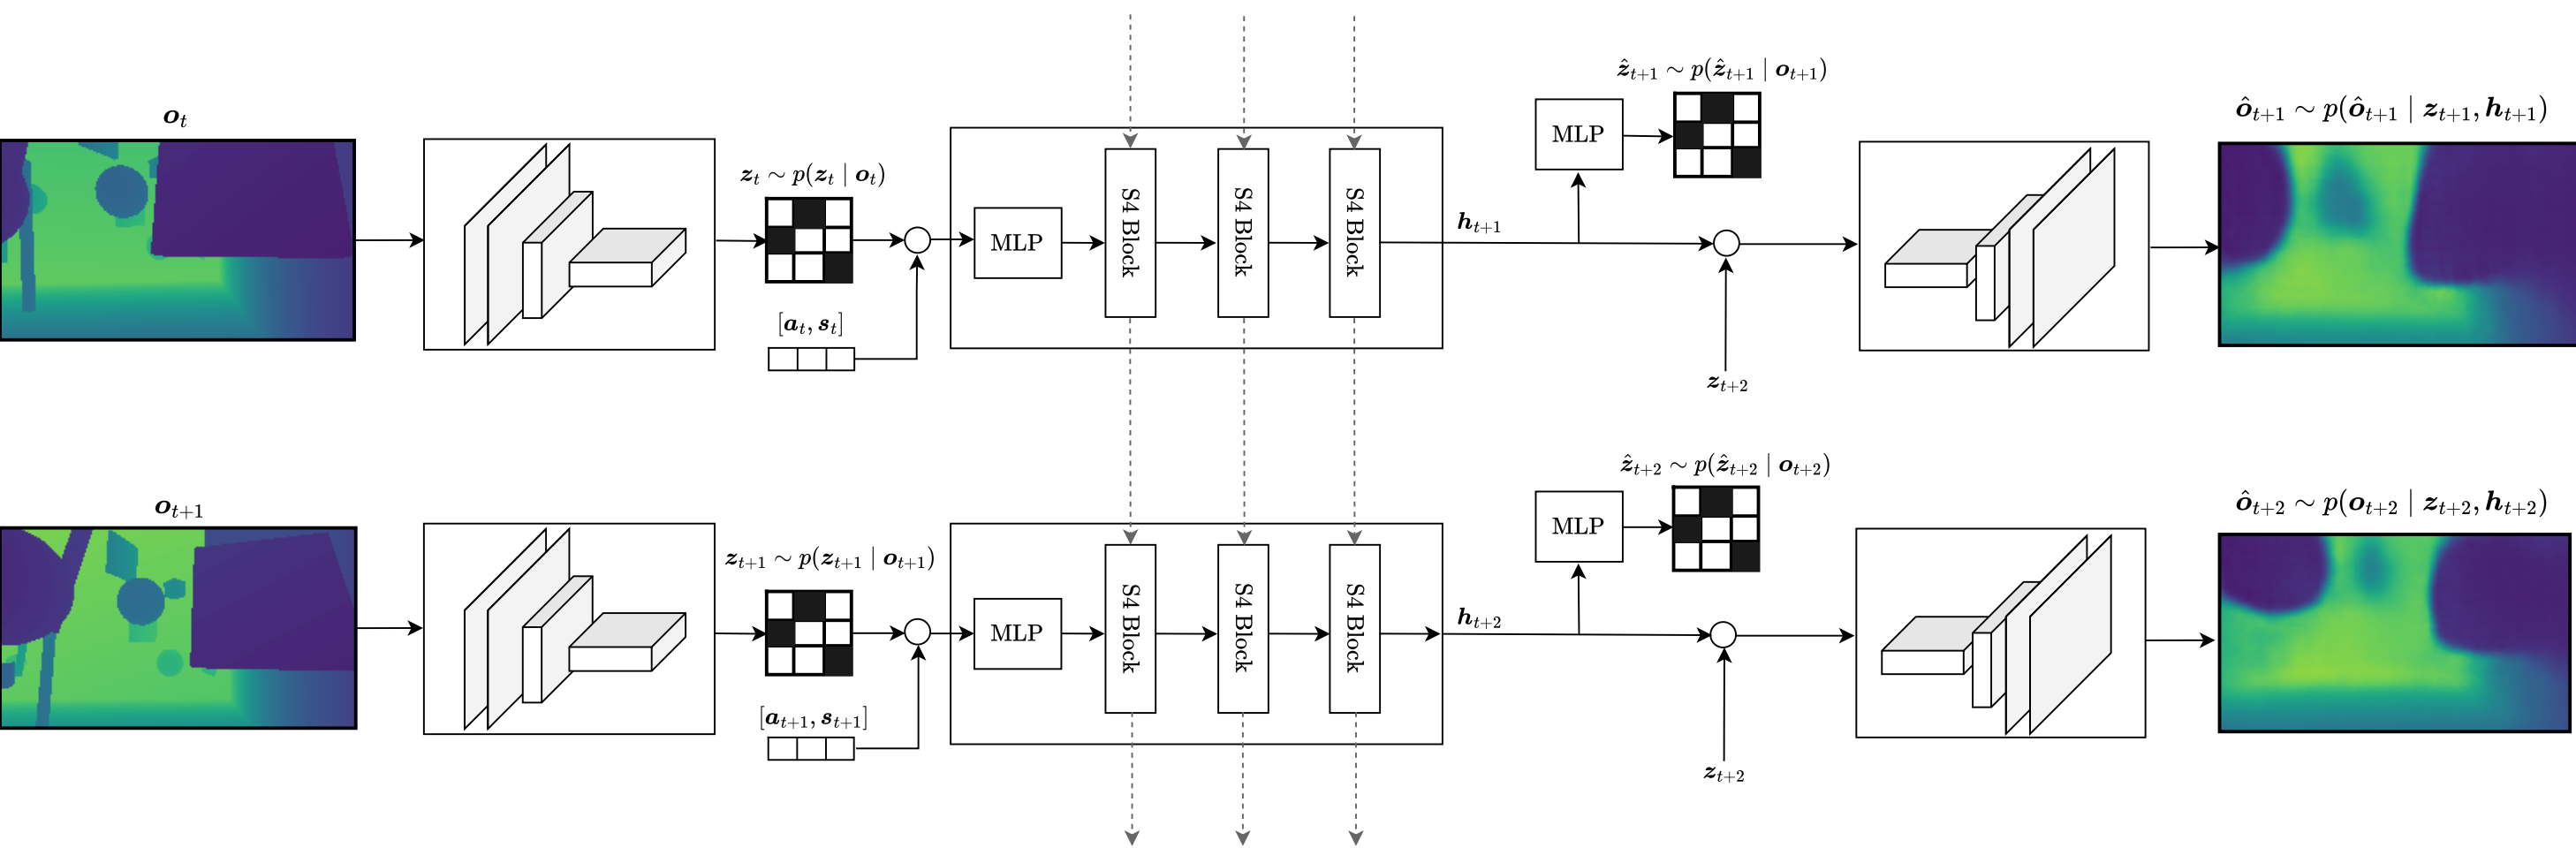 𝒐_t
𝒛_t ∼ p(𝒛_t | 𝒐_t)
[𝒂_t, 𝒔_t]
MLP
S4 Block
S4 Block
S4 Block
𝒉_{t+1}
MLP
𝒛̂_{t+1} ∼ p(𝒛̂_{t+1} | 𝒐_{t+1})
𝒛_{t+2}
𝒐̂_{t+1} ∼ p(𝒐̂_{t+1} | 𝒛_{t+1}, 𝒉_{t+1})
𝒐_{t+1}
𝒛_{t+1} ∼ p(𝒛_{t+1} | 𝒐_{t+1})
[𝒂_{t+1}, 𝒔_{t+1}]
MLP
S4 Block
S4 Block
S4 Block
𝒉_{t+2}
MLP
𝒛̂_{t+2} ∼ p(𝒛̂_{t+2} | 𝒐_{t+2})
𝒛_{t+2}
𝒐̂_{t+2} ∼ p(𝒐_{t+2} | 𝒛_{t+2}, 𝒉_{t+2})